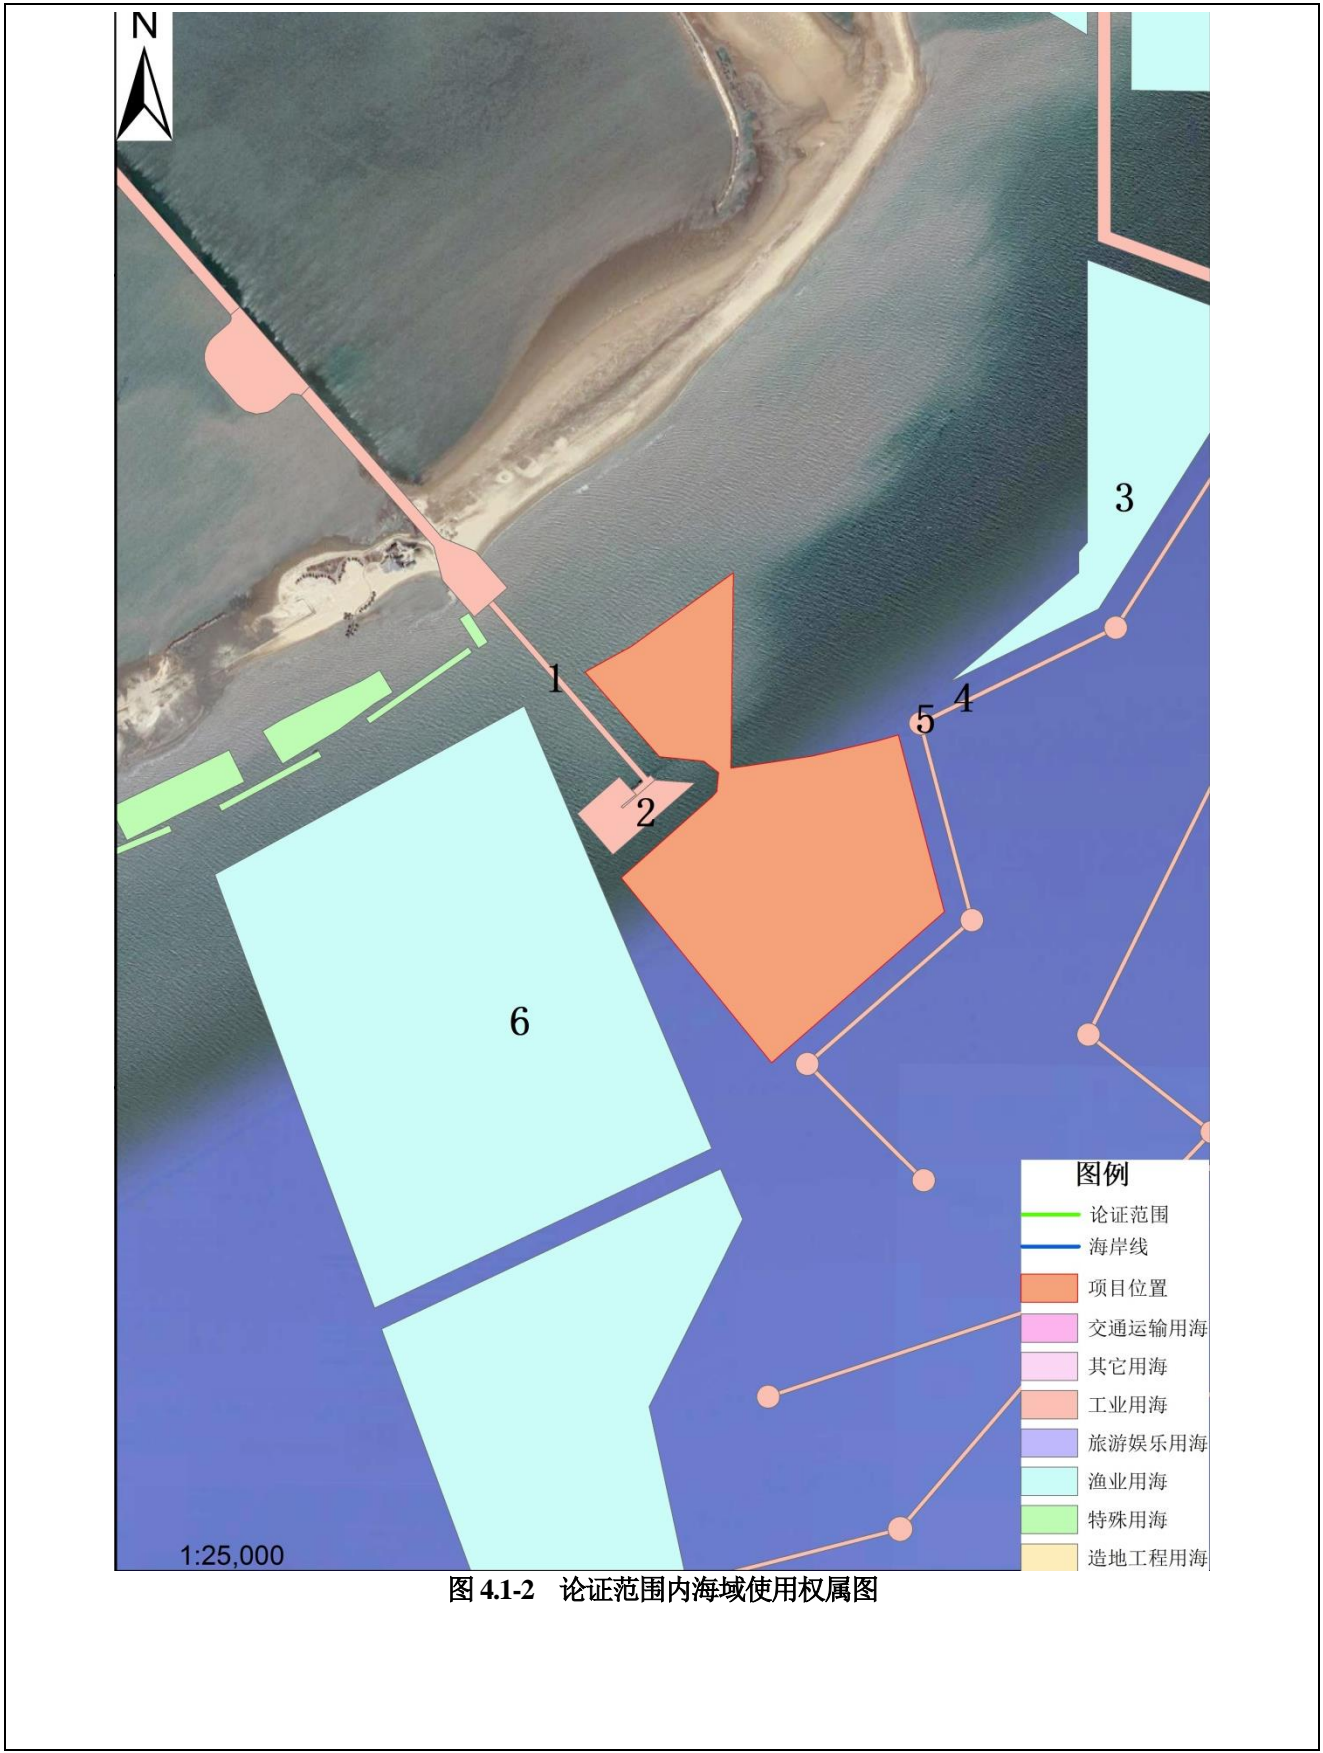 N
3
1
4
5
2
6
图例
论证范围
海岸线
项目位置
交通运输用海
其它用海
工业用海
旅游娱乐用海
渔业用海
特殊用海
造地工程用海
1:25,000
图 4.1-2 论证范围内海域使用权属图